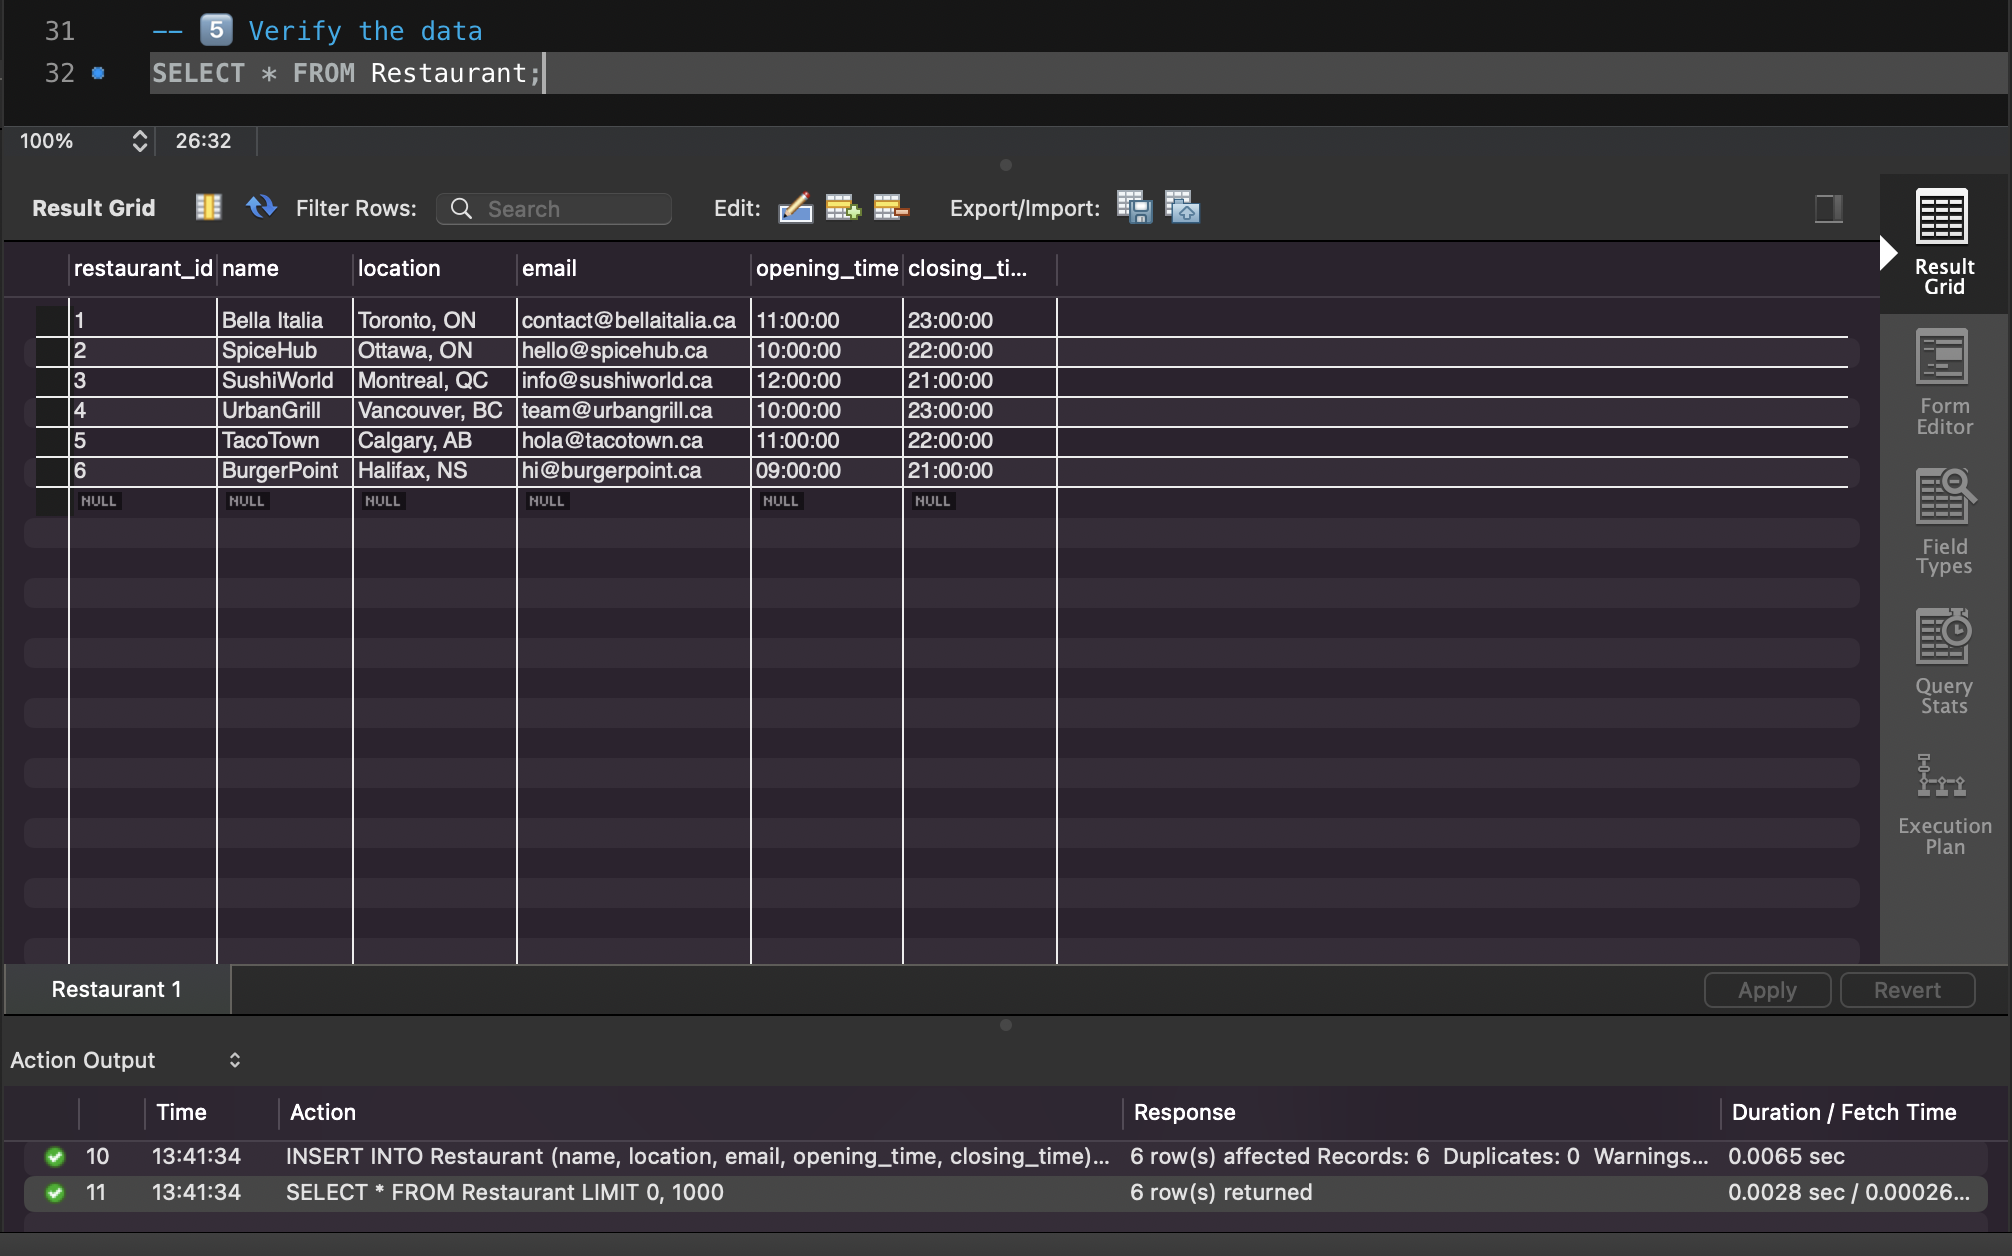 31 -- 5 Verify the data
32 SELECT * FROM Restaurant;
100% 26:32
Result Grid Filter Rows: Search Edit: Export/Import:
restaurant_id name location email opening_time closing_ti...
1 Bella Italia Toronto, ON contact@bellaitalia.ca 11:00:00 23:00:00
2 SpiceHub Ottawa, ON hello@spicehub.ca 10:00:00 22:00:00
3 SushiWorld Montreal, QC info@sushiworld.ca 12:00:00 21:00:00
4 UrbanGrill Vancouver, BC team@urbangrill.ca 10:00:00 23:00:00
5 TacoTown Calgary, AB hola@tacotown.ca 11:00:00 22:00:00
6 BurgerPoint Halifax, NS hi@burgerpoint.ca 09:00:00 21:00:00
NULL NULL NULL NULL NULL NULL
Result
Grid
Form
Editor
Field
Types
Query
Stats
Execution
Plan
Restaurant 1 Apply Revert
Action Output
Time Action Response Duration / Fetch Time
10 13:41:34 INSERT INTO Restaurant (name, location, email, opening_time, closing_time)... 6 row(s) affected Records: 6 Duplicates: 0 Warnings... 0.0065 sec
11 13:41:34 SELECT * FROM Restaurant LIMIT 0, 1000 6 row(s) returned 0.0028 sec / 0.00026...